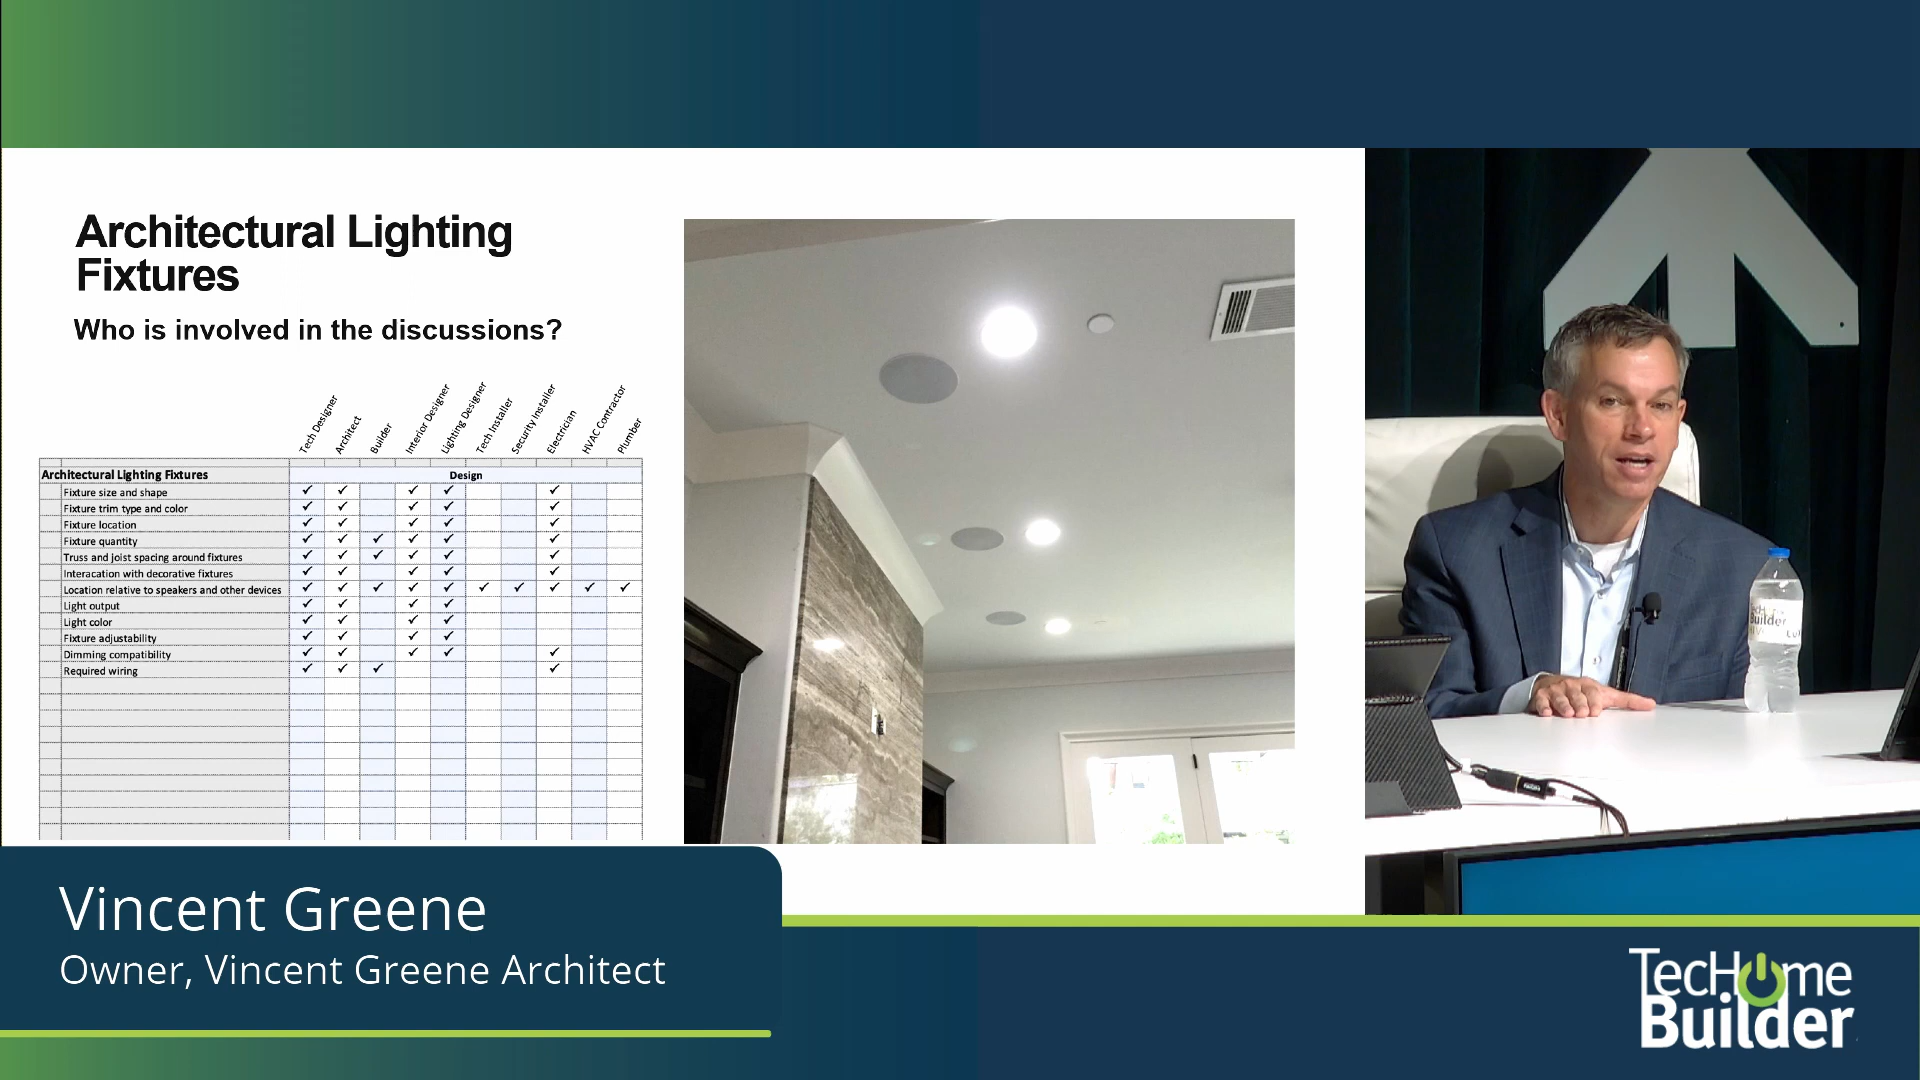 Architectural Lighting
Fixtures
Who is involved in the discussions?
Tech Designer
Architect
Builder
Interior Designer
Lighting Designer
Tech Installer
Security Installer
Electrician
HVAC Contractor
Plumber
Architectural Lighting Fixtures
Design
Fixture size and shape ✓ ✓ ✓ ✓ ✓
Fixture trim type and color ✓ ✓ ✓ ✓ ✓
Fixture location ✓ ✓ ✓ ✓ ✓
Fixture quantity ✓ ✓ ✓ ✓ ✓ ✓
Truss and joist spacing around fixtures ✓ ✓ ✓ ✓ ✓ ✓
Interacation with decorative fixtures ✓ ✓ ✓ ✓ ✓
Location relative to speakers and other devices ✓ ✓ ✓ ✓ ✓ ✓ ✓ ✓ ✓ ✓
Light output ✓ ✓ ✓ ✓
Light color ✓ ✓ ✓ ✓
Fixture adjustability ✓ ✓ ✓ ✓
Dimming compatibility ✓ ✓ ✓ ✓ ✓
Required wiring ✓ ✓ ✓ ✓
Builder
Vincent Greene
Owner, Vincent Greene Architect
TecHome
Builder